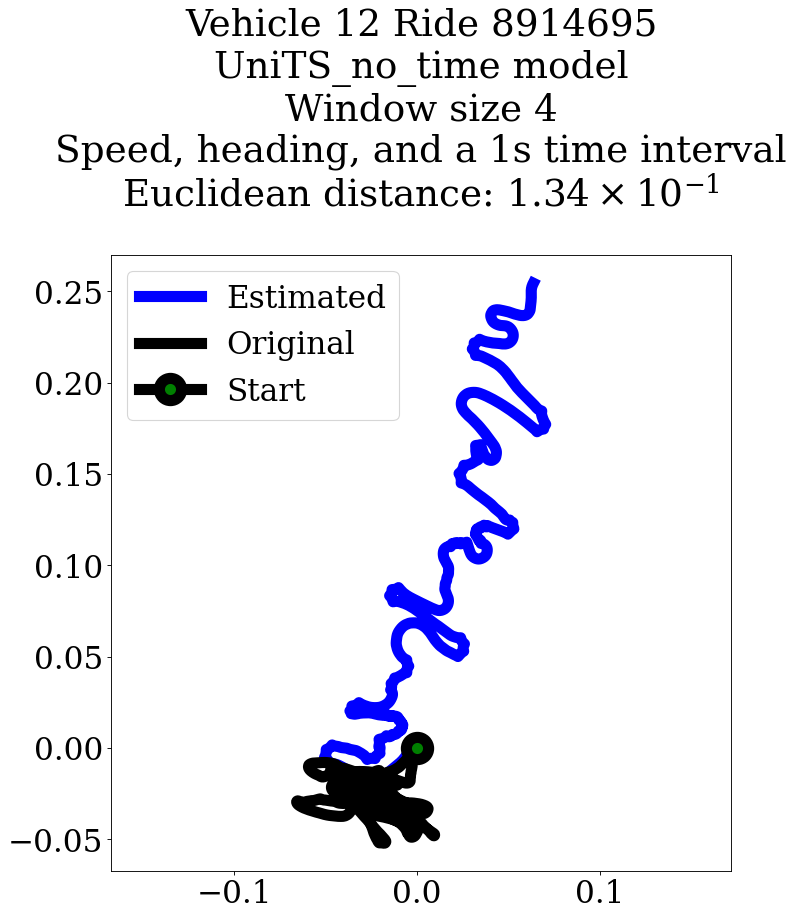 Vehicle 12 Ride 8914695
UniTS_no_time model
Window size 4
Speed, heading, and a 1s time interval
Euclidean distance: 1.34 × 10⁻¹
Estimated
Original
Start
0.25
0.20
0.15
0.10
0.05
0.00
−0.05
−0.1
0.0
0.1